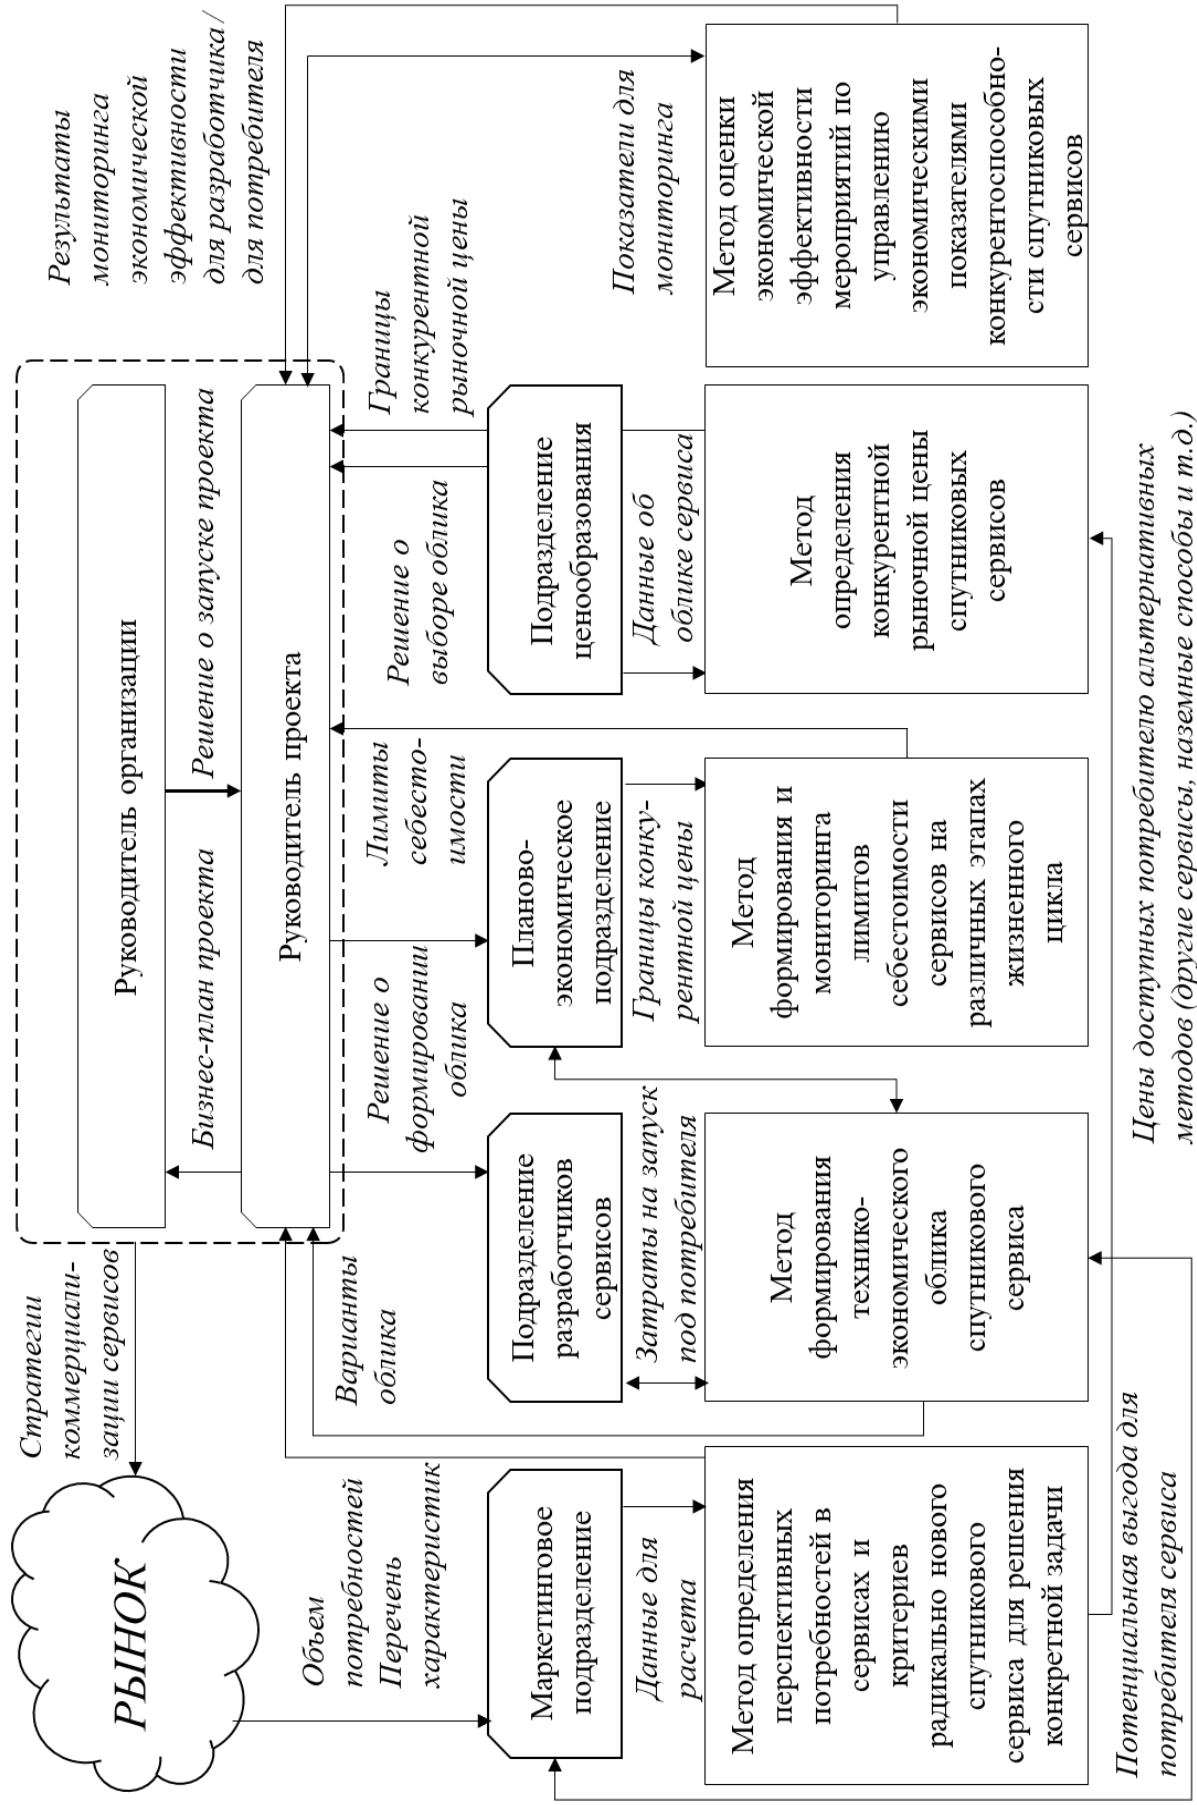 РЫНОК
Стратегии
коммерциали-
зации сервисов
Руководитель организации
Бизнес-план проекта
Решение о запуске проекта
Руководитель проекта
Результаты
мониторинга
экономической
эффективности
для разработчика/
для потребителя
Объем
потребностей
Перечень
характеристик
Варианты
облика
Решение о
формировании
облика
Лимиты
себесто-
имости
Решение о
выборе облика
Границы
конкурентной
рыночной цены
Маркетинговое
подразделение
Подразделение
разработчиков
сервисов
Планово-
экономическое
подразделение
Подразделение
ценообразования
Данные для
расчета
Затраты на запуск
под потребителя
Границы конку-
рентной цены
Данные об
облике сервиса
Показатели для
мониторинга
Метод определения
перспективных
потребностей в
сервисах и
критериев
радикально нового
спутникового
сервиса для решения
конкретной задачи
Метод
формирования
технико-
экономического
облика
спутникового
сервиса
Метод
формирования и
мониторинга
лимитов
себестоимости
сервисов на
различных этапах
жизненного
цикла
Метод
определения
конкурентной
рыночной цены
спутниковых
сервисов
Метод оценки
экономической
эффективности
мероприятий по
управлению
экономическими
показателями
конкурентоспособно-
сти спутниковых
сервисов
Потенциальная выгода для
потребителя сервиса
Цены доступных потребителю альтернативных
методов (другие сервисы, наземные способы и т.д.)